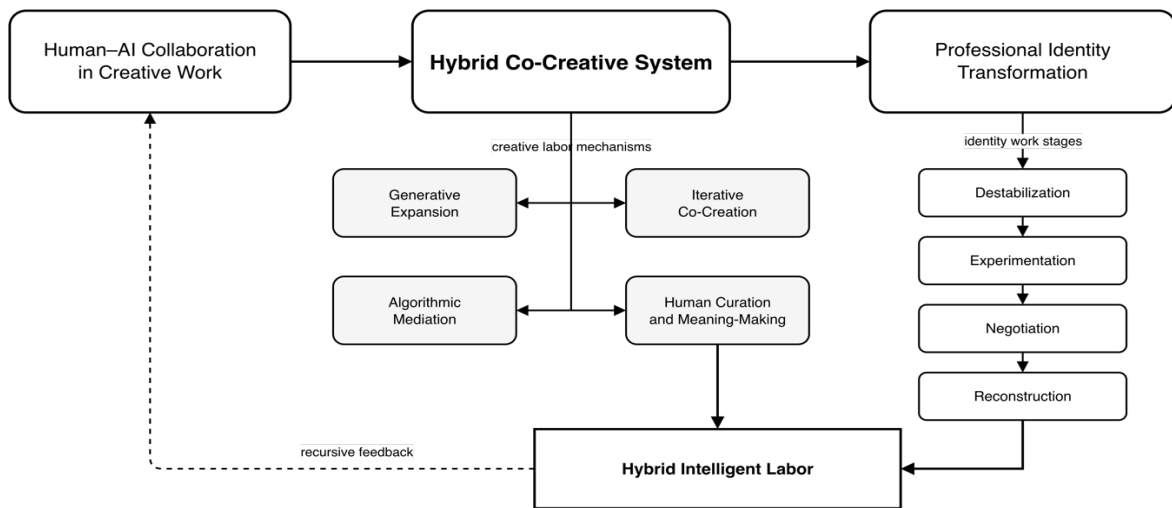 Human–AI Collaboration
in Creative Work
Hybrid Co-Creative System
Professional Identity
Transformation
creative labor mechanisms
identity work stages
Generative
Expansion
Iterative
Co-Creation
Destabilization
Experimentation
Algorithmic
Mediation
Human Curation
and Meaning-Making
Negotiation
Reconstruction
recursive feedback
Hybrid Intelligent Labor